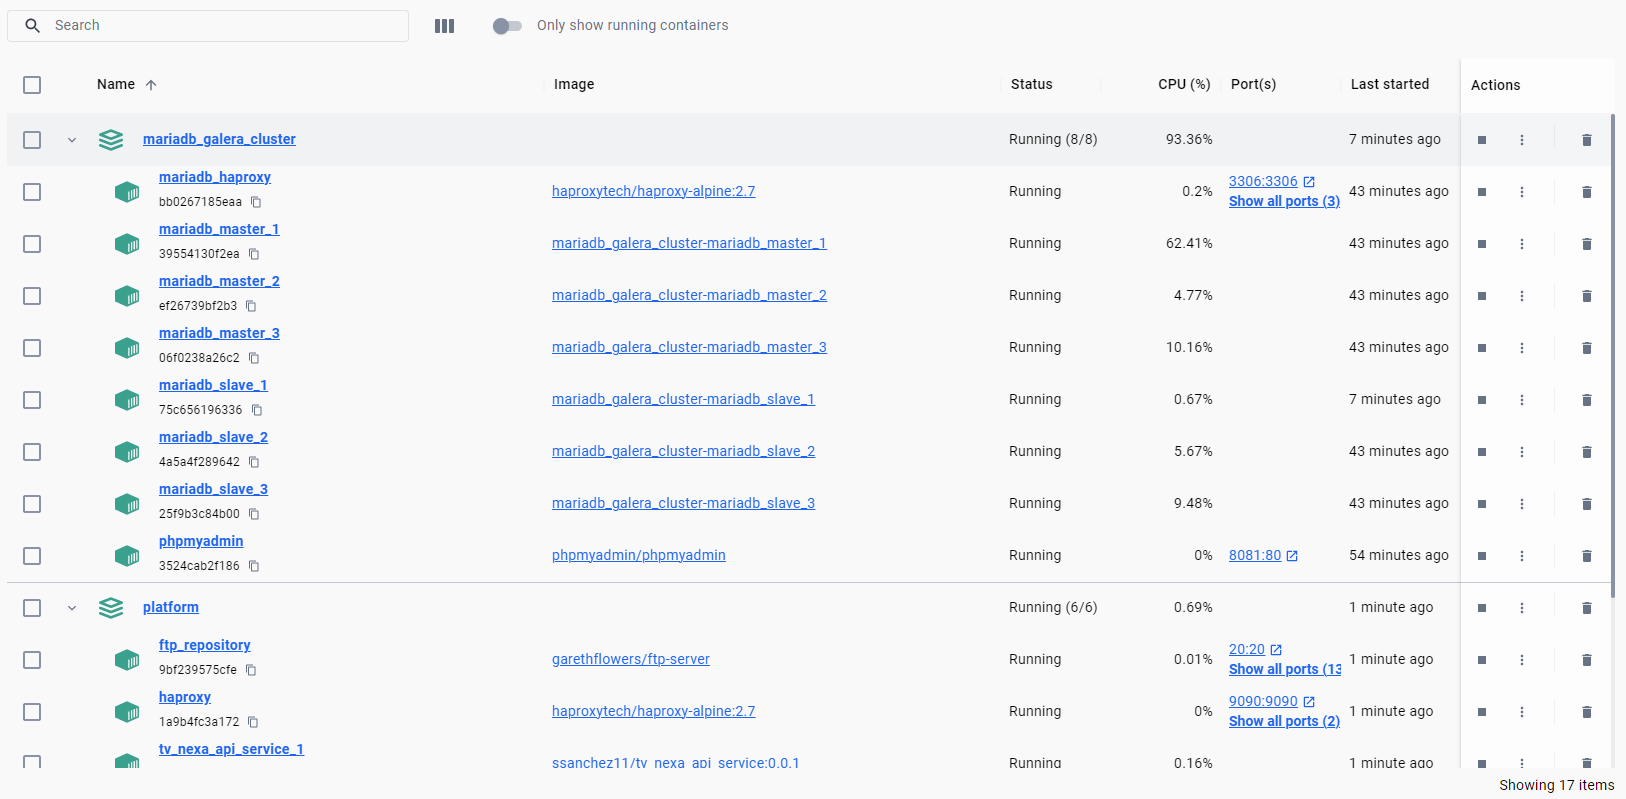 Search
Only show running containers
Name Image Status CPU (%) Port(s) Last started Actions
mariadb_galera_cluster Running (8/8) 93.36% 7 minutes ago
mariadb_haproxy
bb0267185eaa haproxytech/haproxy-alpine:2.7 Running 0.2% 3306:3306 43 minutes ago
Show all ports (3)
mariadb_master_1
39554130f2ea mariadb_galera_cluster-mariadb_master_1 Running 62.41% 43 minutes ago
mariadb_master_2
ef26739bf2b3 mariadb_galera_cluster-mariadb_master_2 Running 4.77% 43 minutes ago
mariadb_master_3
06f0238a26c2 mariadb_galera_cluster-mariadb_master_3 Running 10.16% 43 minutes ago
mariadb_slave_1
75c656196336 mariadb_galera_cluster-mariadb_slave_1 Running 0.67% 7 minutes ago
mariadb_slave_2
4a5a4f289642 mariadb_galera_cluster-mariadb_slave_2 Running 5.67% 43 minutes ago
mariadb_slave_3
25f9b3c84b00 mariadb_galera_cluster-mariadb_slave_3 Running 9.48% 43 minutes ago
phpmyadmin
3524cab2f186 phpmyadmin/phpmyadmin Running 0% 8081:80 54 minutes ago
platform Running (6/6) 0.69% 1 minute ago
ftp_repository
9bf239575cfe garethflowers/ftp-server Running 0.01% 20:20 1 minute ago
Show all ports (13
haproxy
1a9b4fc3a172 haproxytech/haproxy-alpine:2.7 Running 0% 9090:9090 1 minute ago
Show all ports (2)
tv_nexa_api_service_1
ssanchez11/tv_nexa_api_service:0.0.1 Running 0.16% 1 minute ago
Showing 17 items